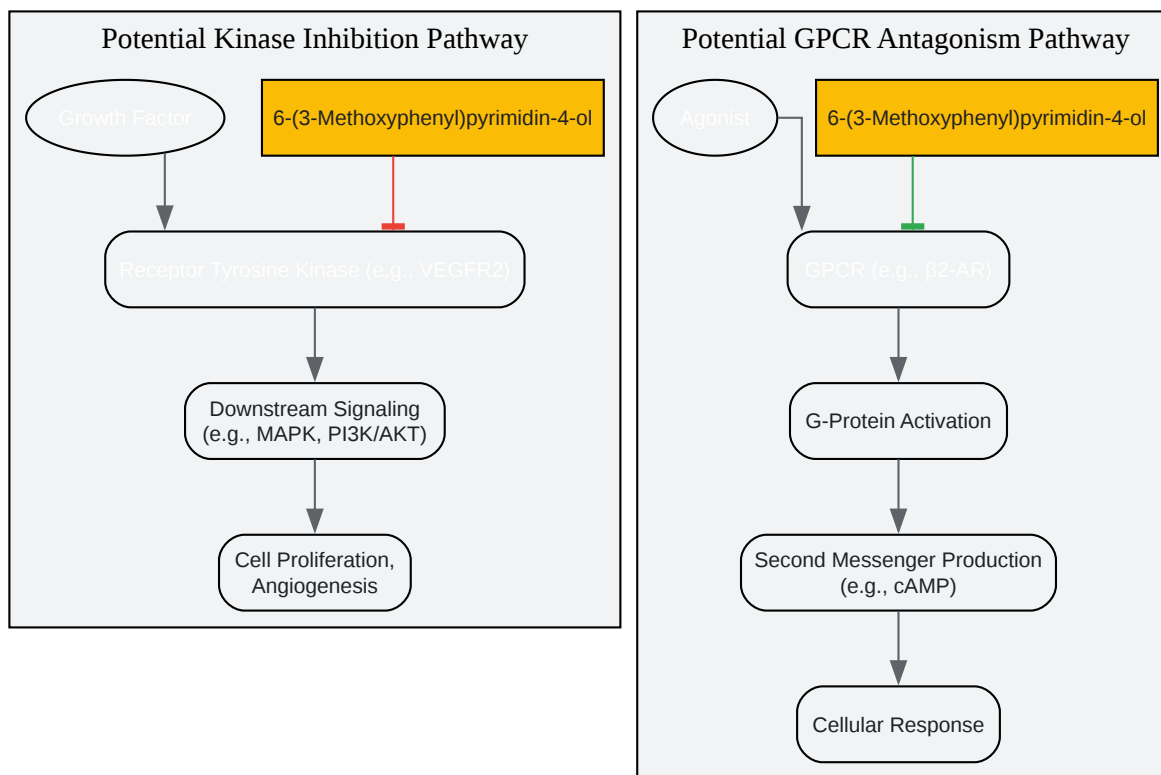 Potential Kinase Inhibition Pathway
Growth Factor
6-(3-Methoxyphenyl)pyrimidin-4-ol
Receptor Tyrosine Kinase (e.g., VEGFR2)
Downstream Signaling
(e.g., MAPK, PI3K/AKT)
Cell Proliferation,
Angiogenesis
Potential GPCR Antagonism Pathway
Agonist
6-(3-Methoxyphenyl)pyrimidin-4-ol
GPCR (e.g., β2-AR)
G-Protein Activation
Second Messenger Production
(e.g., cAMP)
Cellular Response